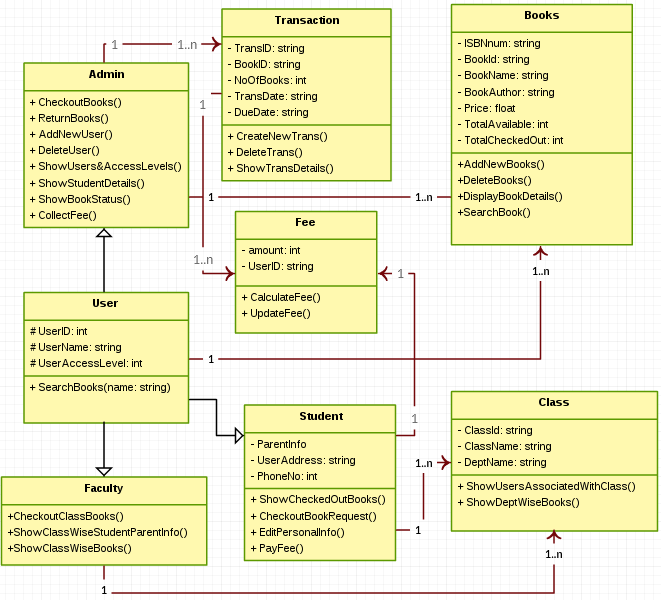 Transaction
- TransID: string
- BookID: string
- NoOfBooks: int
- TransDate: string
- DueDate: string
+ CreateNewTrans()
+ DeleteTrans()
+ ShowTransDetails()
Books
- ISBNnum: string
- BookId: string
- BookName: string
- BookAuthor: string
- Price: float
- TotalAvailable: int
- TotalCheckedOut: int
+AddNewBooks()
+DeleteBooks()
+DisplayBookDetails()
+SearchBook()
1
1..n
Admin
+ CheckoutBooks()
+ ReturnBooks()
+ AddNewUser()
+ DeleteUser()
+ ShowUsers&AccessLevels()
+ ShowStudentDetails()
+ ShowBookStatus()
+ CollectFee()
1
1..n
1
1..n
Fee
- amount: int
- UserID: string
+ CalculateFee()
+ UpdateFee()
1
1
1..n
User
# UserID: int
# UserName: string
# UserAccessLevel: int
+ SearchBooks(name: string)
1
Student
- ParentInfo
- UserAddress: string
- PhoneNo: int
+ ShowCheckedOutBooks()
+ CheckoutBookRequest()
+ EditPersonalInfo()
+ PayFee()
1
1..n
1
Class
- ClassId: string
- ClassName: string
- DeptName: string
+ ShowUsersAssociatedWithClass()
+ ShowDeptWiseBooks()
Faculty
+CheckoutClassBooks()
+ShowClassWiseStudentParentInfo()
+ShowClassWiseBooks()
1
1..n